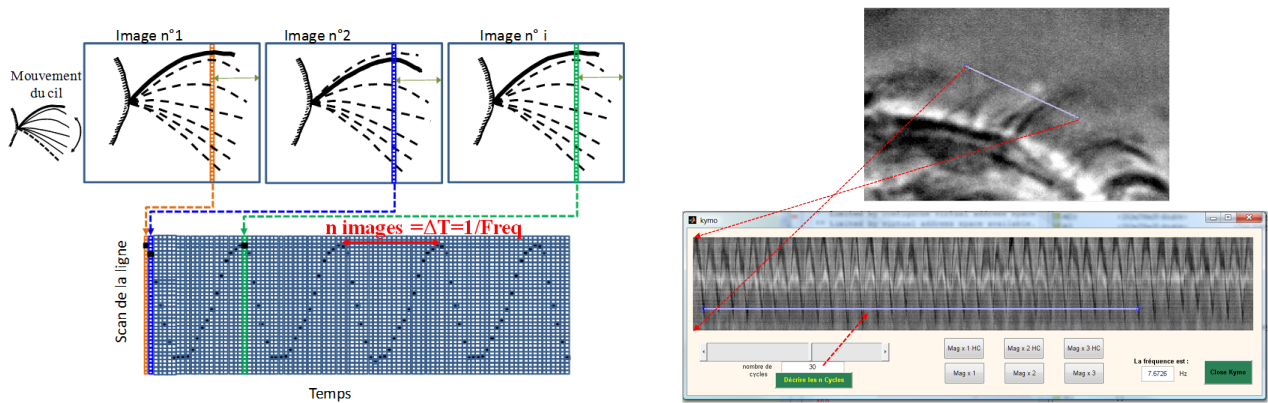 Image n°1
Image n°2
Image n° i
Mouvement
du cil
n images =ΔT=1/Freq
Scan de la ligne
Temps
kymo
nombre de
cycles
30
Décrire les n Cycles
Mag x 1 HC
Mag x 2 HC
Mag x 3 HC
Mag x 1
Mag x 2
Mag x 3
La fréquence est :
7.6726
Hz
Close Kymo